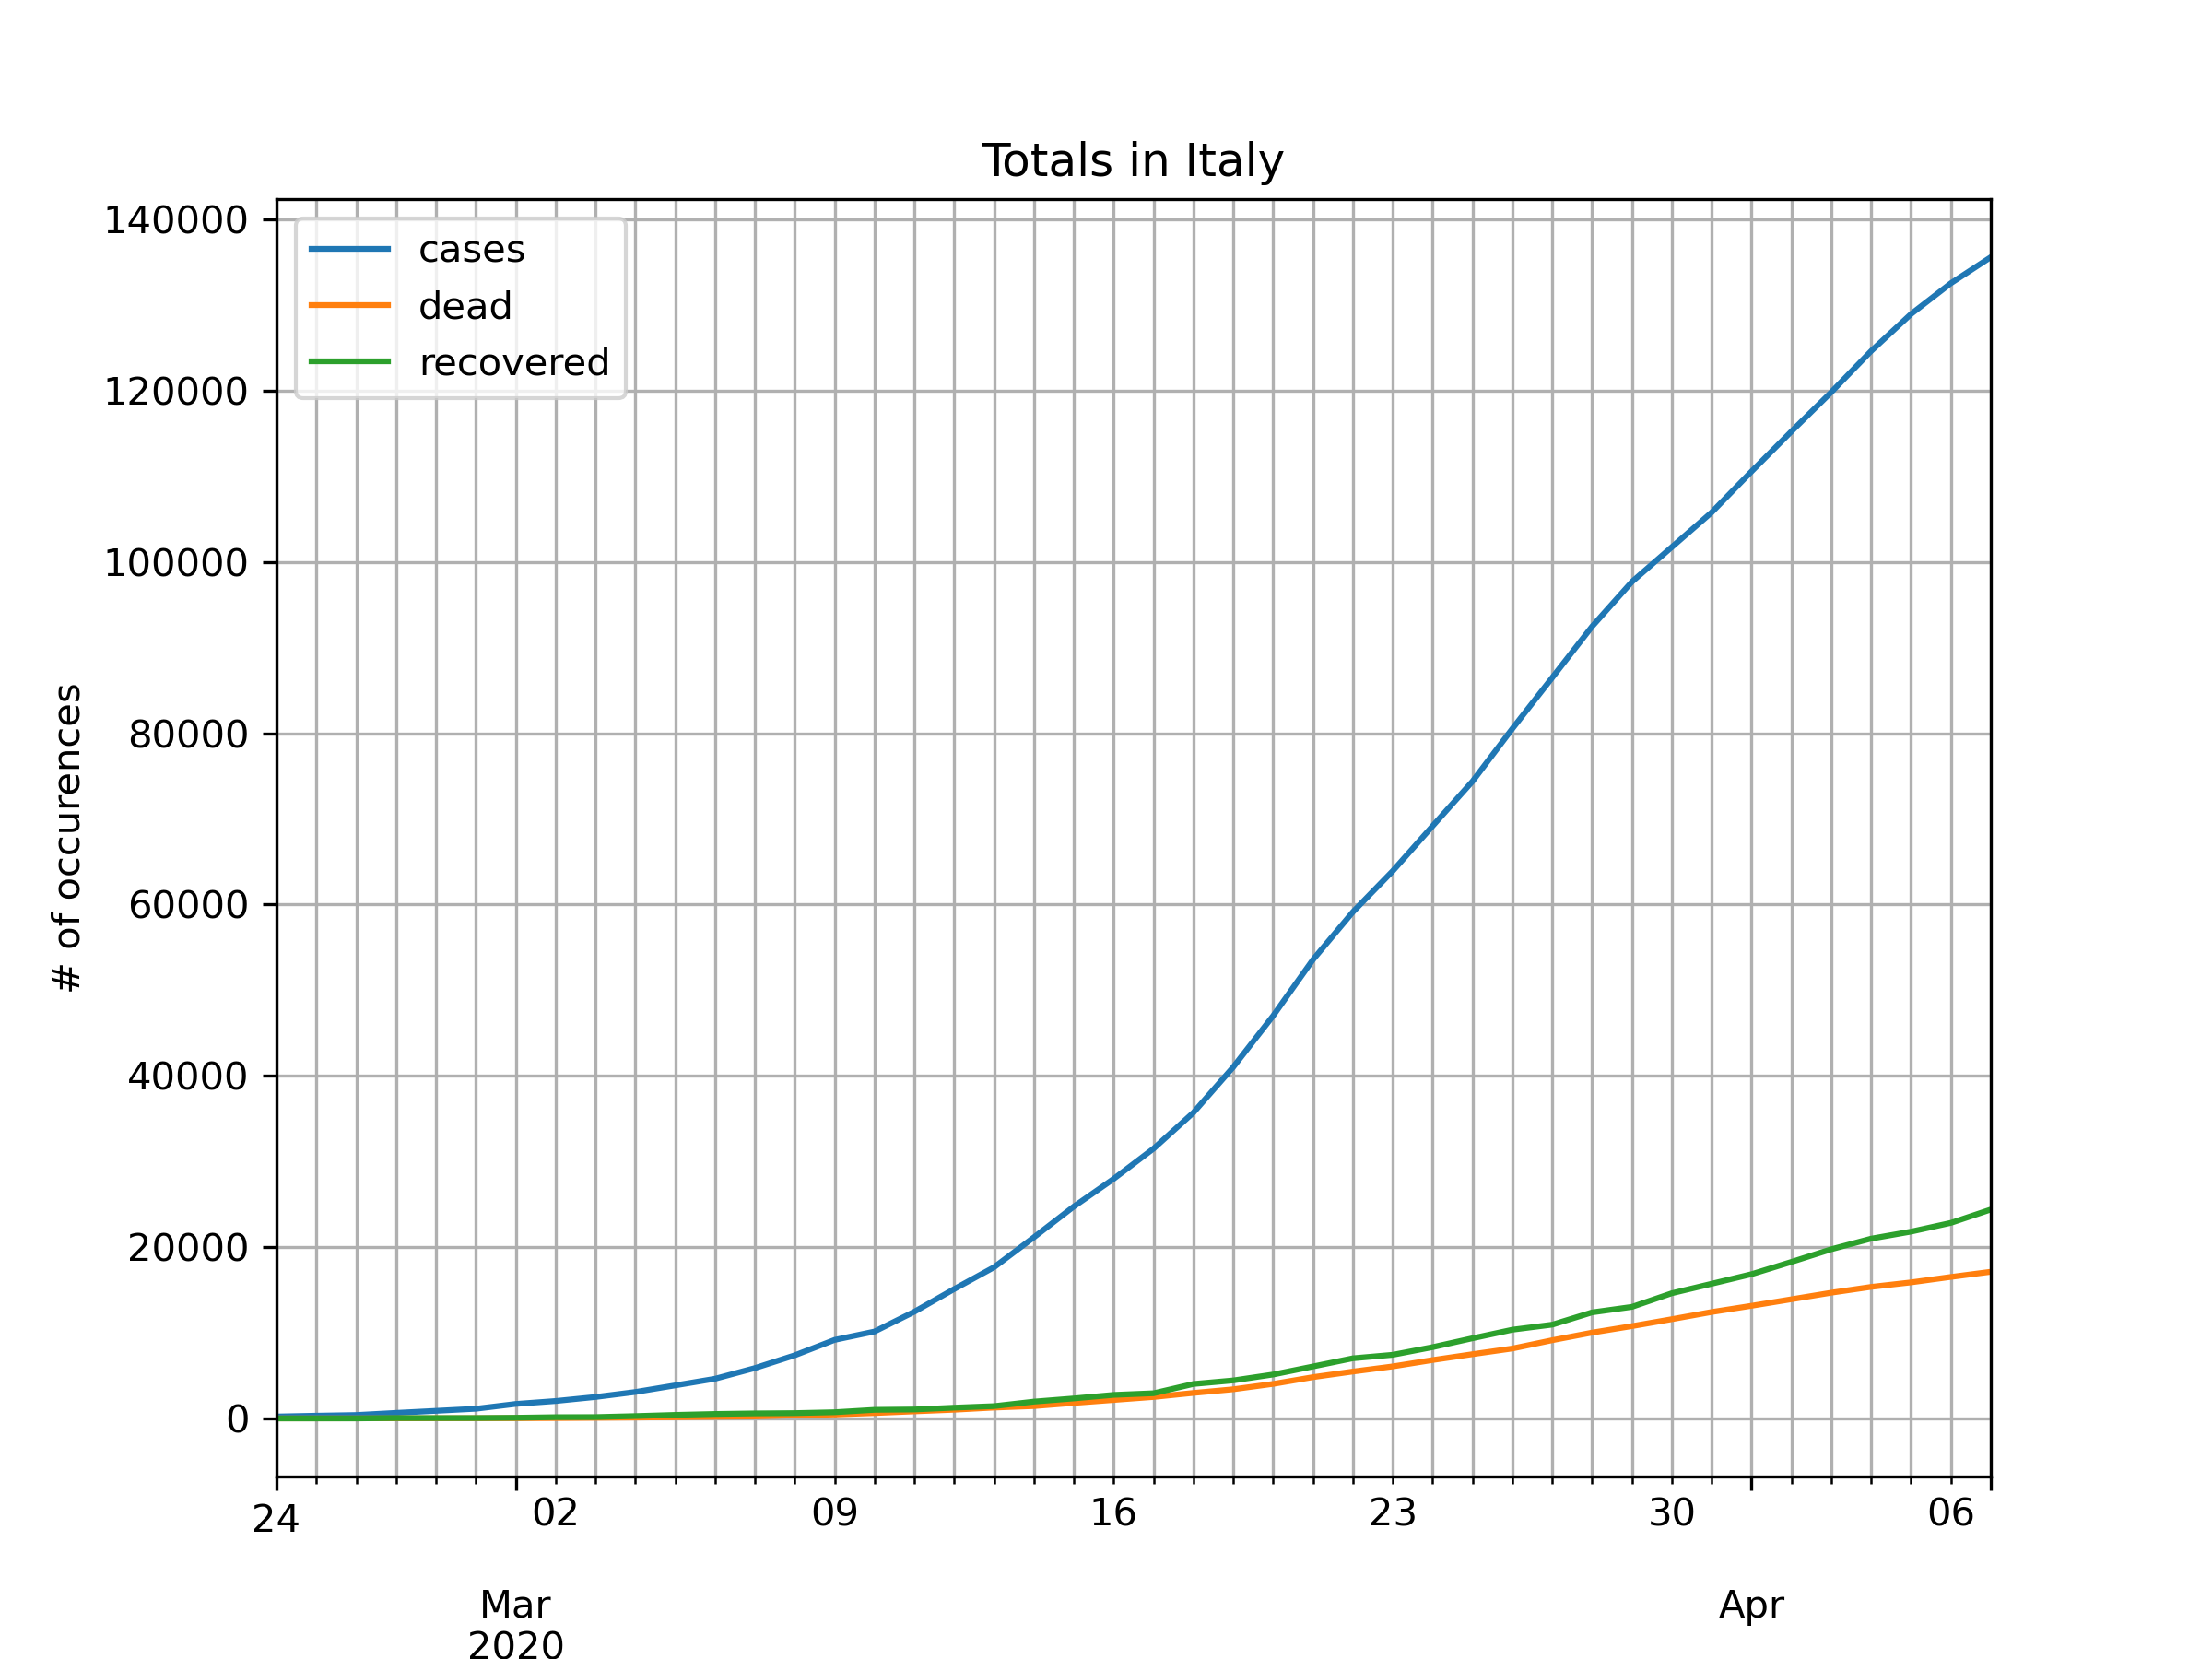 Totals in Italy
cases
dead
recovered
# of occurences
140000
120000
100000
80000
60000
40000
20000
0
24 02 09 16 23 30 06
Mar Apr
2020